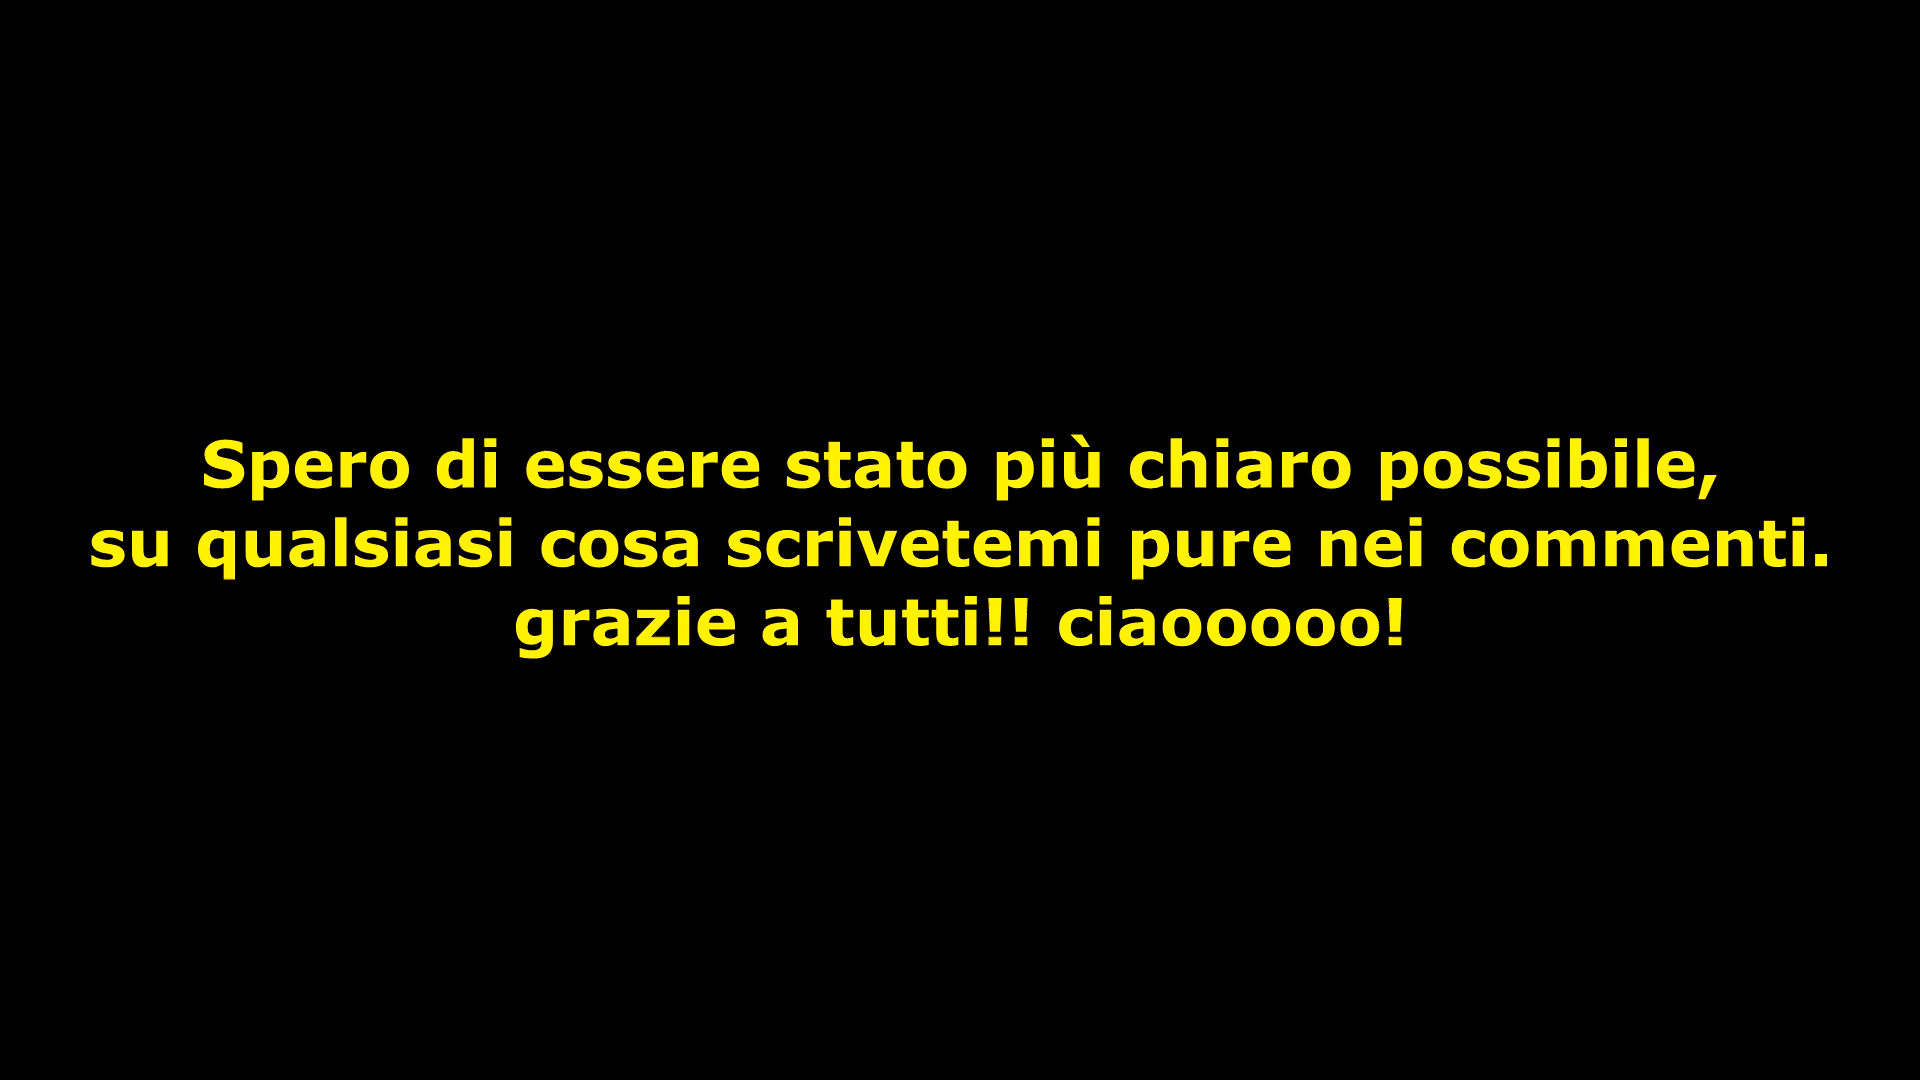 Spero di essere stato più chiaro possibile,
su qualsiasi cosa scrivetemi pure nei commenti.
grazie a tutti!! ciaooooo!